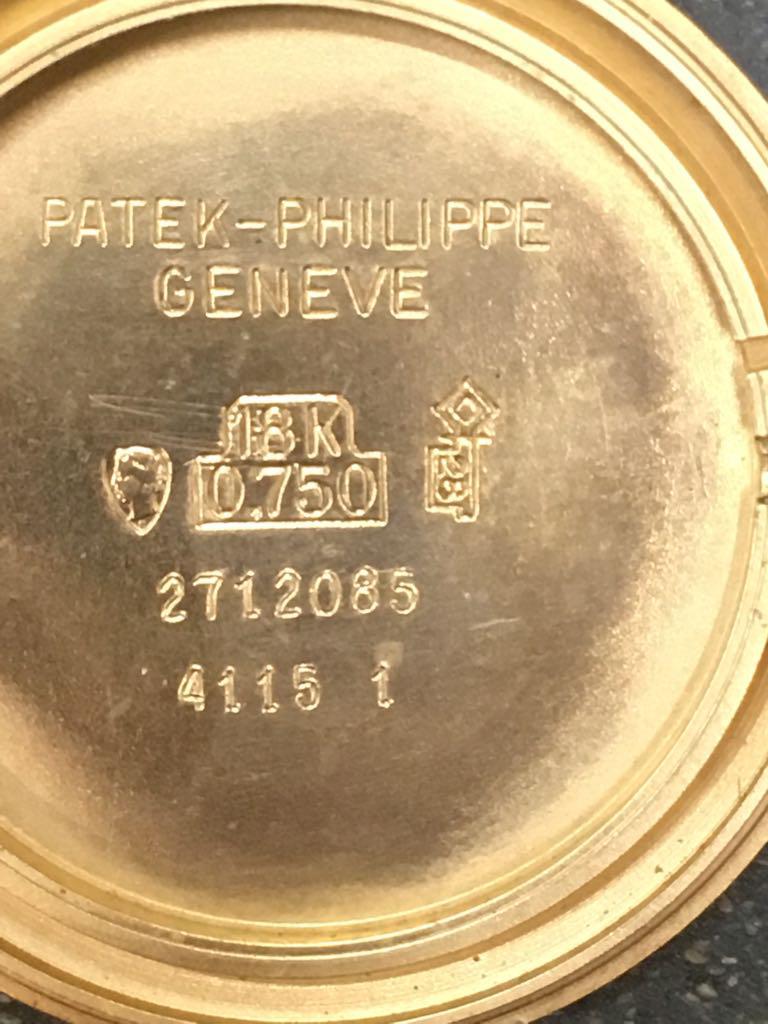 PATEK-PHILIPPE
GENEVE
18K
0.750
2712085
4115 1